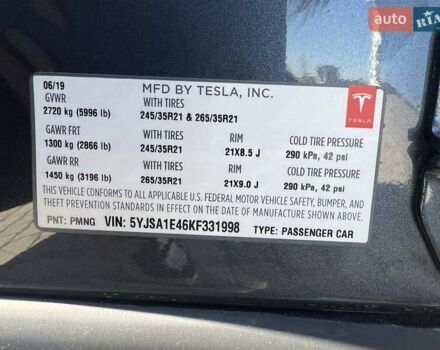 auto RIA
06/19 MFD BY TESLA, INC.
GVWR WITH TIRES
2720 kg (5996 lb) 245/35R21 & 265/35R21
TESLA
GAWR FRT WITH TIRES RIM COLD TIRE PRESSURE
1300 kg (2866 lb) 245/35R21 21X8.5 J 290 kPa, 42 psi
GAWR RR WITH TIRES RIM COLD TIRE PRESSURE
1450 kg (3196 lb) 265/35R21 21X9.0 J 290 kPa, 42 psi
THIS VEHICLE CONFORMS TO ALL APPLICABLE U.S. FEDERAL MOTOR VEHICLE SAFETY, BUMPER,
AND THEFT PREVENTION STANDARDS IN EFFECT ON THE DATE OF MANUFACTURE SHOWN ABOVE.
PNT: PMNG VIN: 5YJSA1E46KF331998 TYPE: PASSENGER CAR